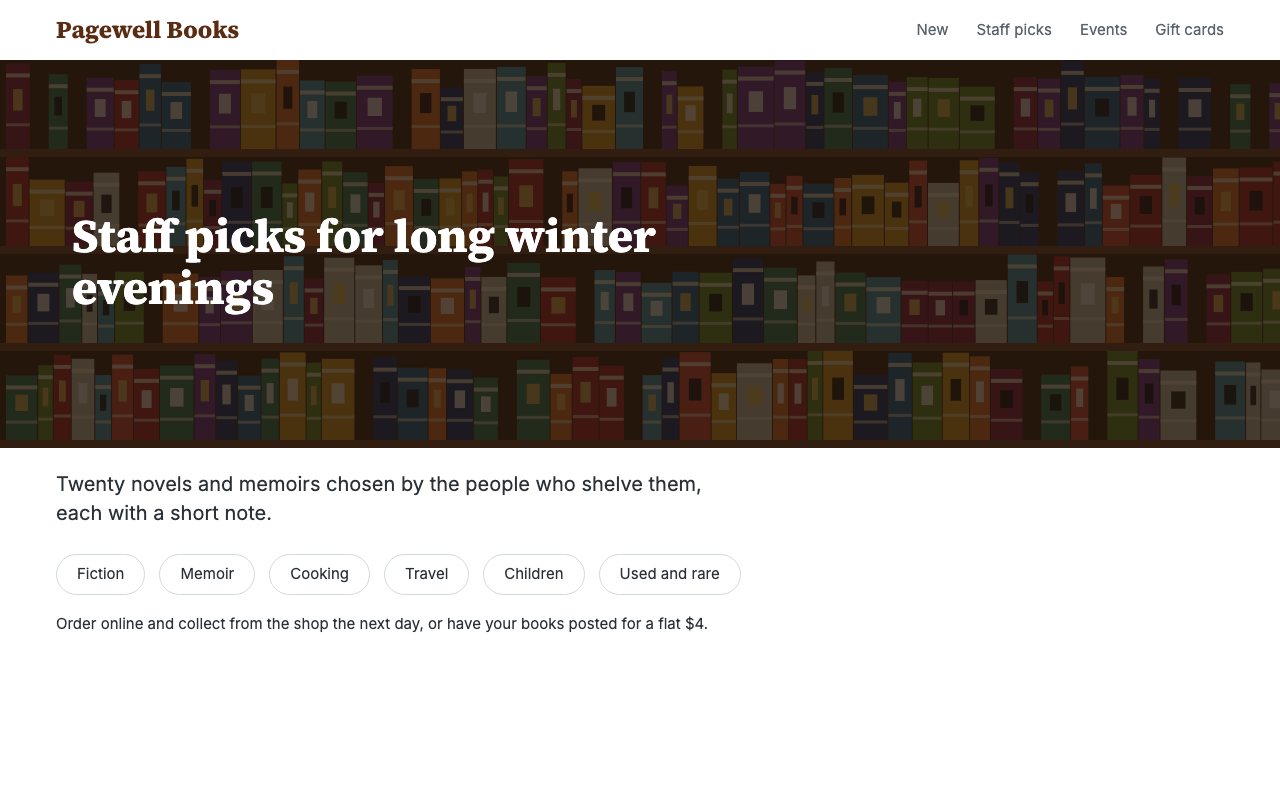 Pagewell Books
New
Staff picks
Events
Gift cards
Staff picks for long winter
evenings
Twenty novels and memoirs chosen by the people who shelve them,
each with a short note.
Fiction
Memoir
Cooking
Travel
Children
Used and rare
Order online and collect from the shop the next day, or have your books posted for a flat $4.